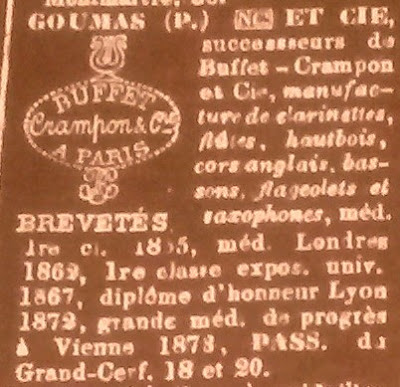 GOUMAS (P.) NC ET CIE,
successeurs de
Buffet-Crampon
et Cie, manufac-
ture de clarinettes,
flûtes, hautbois,
cors anglais, bas-
sons, flageolets et
saxophones, méd.
BUFFET
Crampon & Cie
A PARIS
BREVETÉS
1re cl. 1855, méd. Londres
1862, 1re classe expos. univ.
1867, diplôme d'honneur Lyon
1872, grande méd. de progrès
à Vienne 1873, PASS. du
Grand-Cerf, 18 et 20.